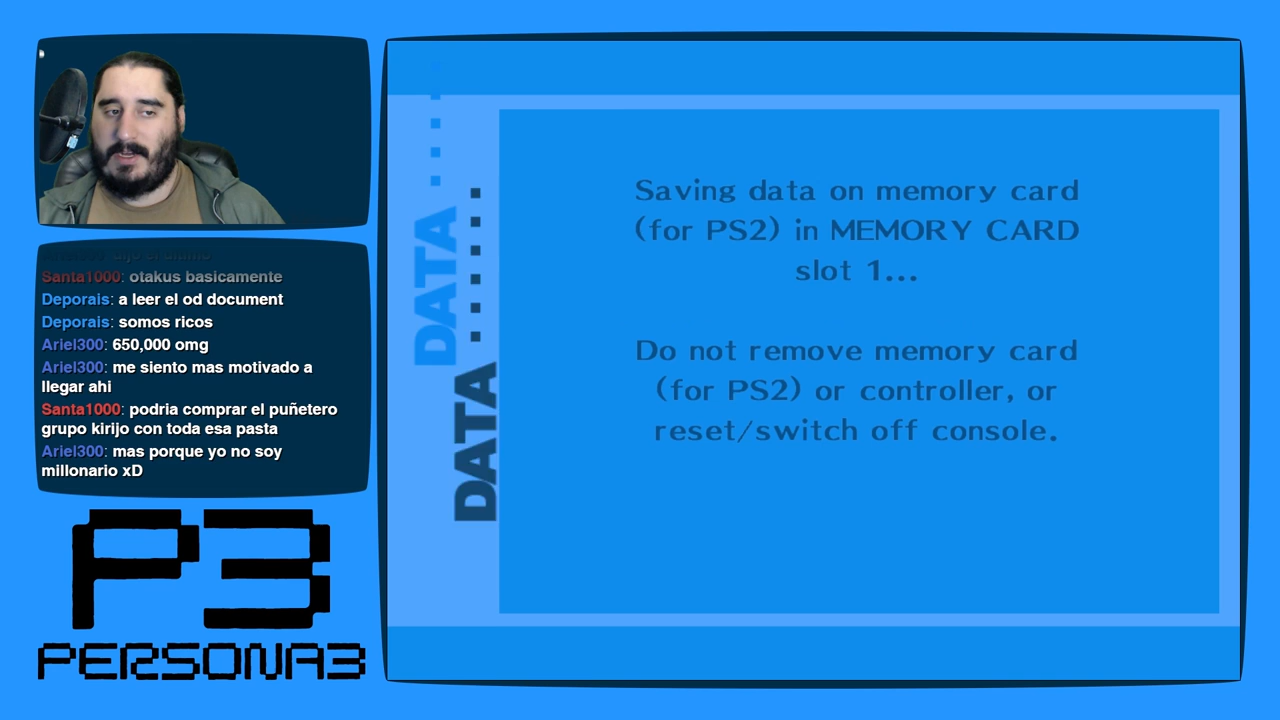 Santa1000: otakus basicamente
Deporais: a leer el od document
Deporais: somos ricos
Ariel300: 650,000 omg
Ariel300: me siento mas motivado a
llegar ahi
Santa1000: podria comprar el puñetero
grupo kirijo con toda esa pasta
Ariel300: mas porque yo no soy
millonario xD
P3
PERSONA3
DATA
DATA
Saving data on memory card
(for PS2) in MEMORY CARD
slot 1...
Do not remove memory card
(for PS2) or controller, or
reset/switch off console.